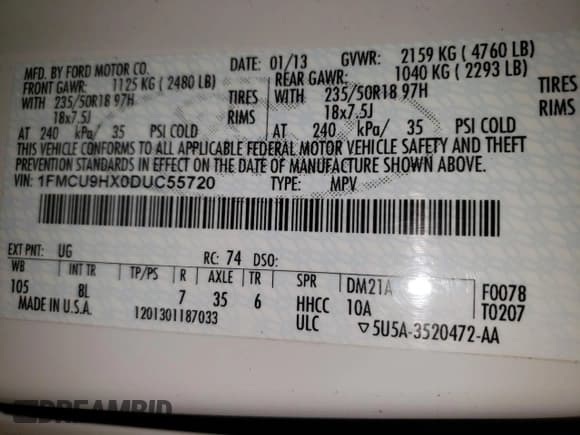 MFD. BY FORD MOTOR CO.
DATE: 01/13 GVWR: 2159 KG ( 4760 LB)
FRONT GAWR: 1125 KG ( 2480 LB) REAR GAWR: 1040 KG ( 2293 LB)
WITH 235/50R18 97H TIRES WITH 235/50R18 97H TIRES
18x7.5J RIMS 18x7.5J RIMS
AT 240 kPa/ 35 PSI COLD AT 240 kPa/ 35 PSI COLD
THIS VEHICLE CONFORMS TO ALL APPLICABLE FEDERAL MOTOR VEHICLE SAFETY AND THEFT
PREVENTION STANDARDS IN EFFECT ON THE DATE OF MANUFACTURE SHOWN ABOVE.
VIN: 1FMCU9HX0DUC55720 TYPE: MPV
EXT PNT: UG RC: 74 DSO:
WB INT TR TP/PS R AXLE TR SPR DM21A F0078
105 BL 7 35 6 HHCC 10A T0207
MADE IN U.S.A. 1201301187033 ULC ▽5U5A-3520472-AA
DREAMBID